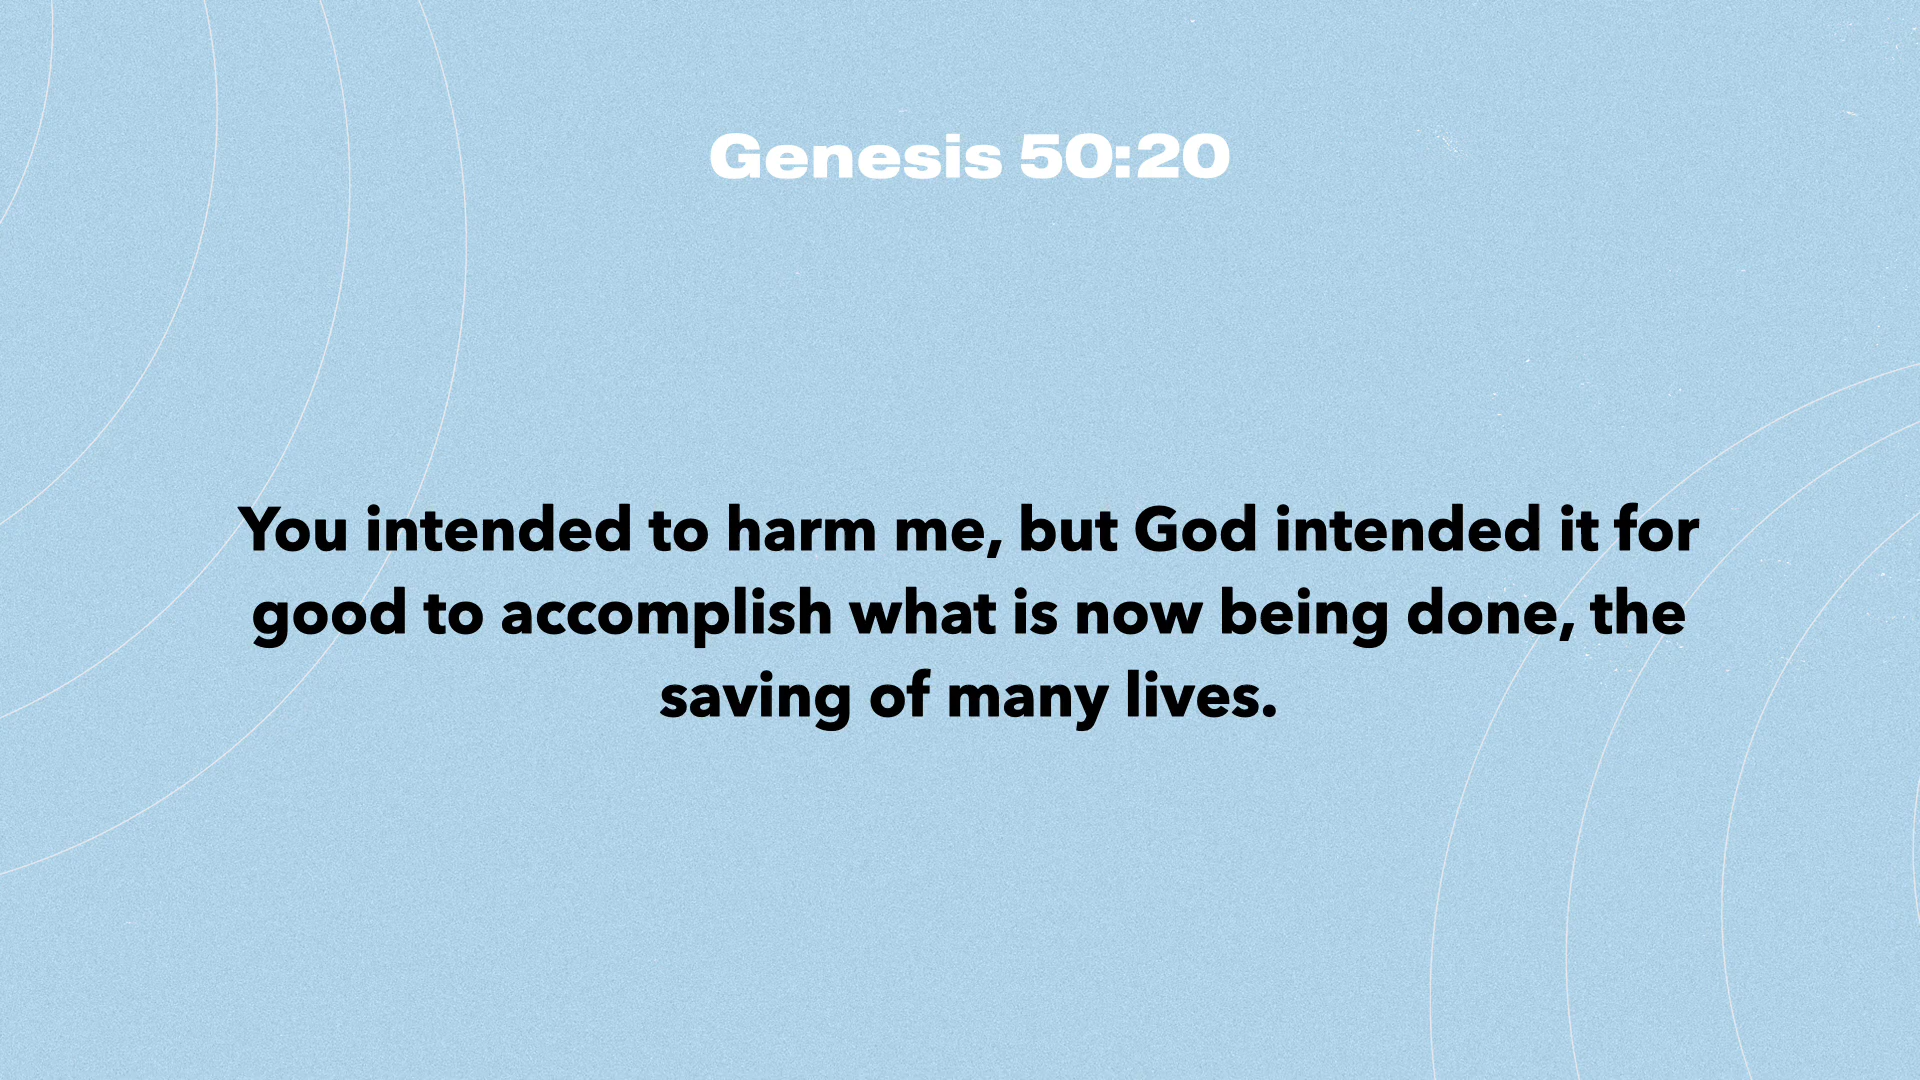 Genesis 50:20
You intended to harm me, but God intended it for
good to accomplish what is now being done, the
saving of many lives.